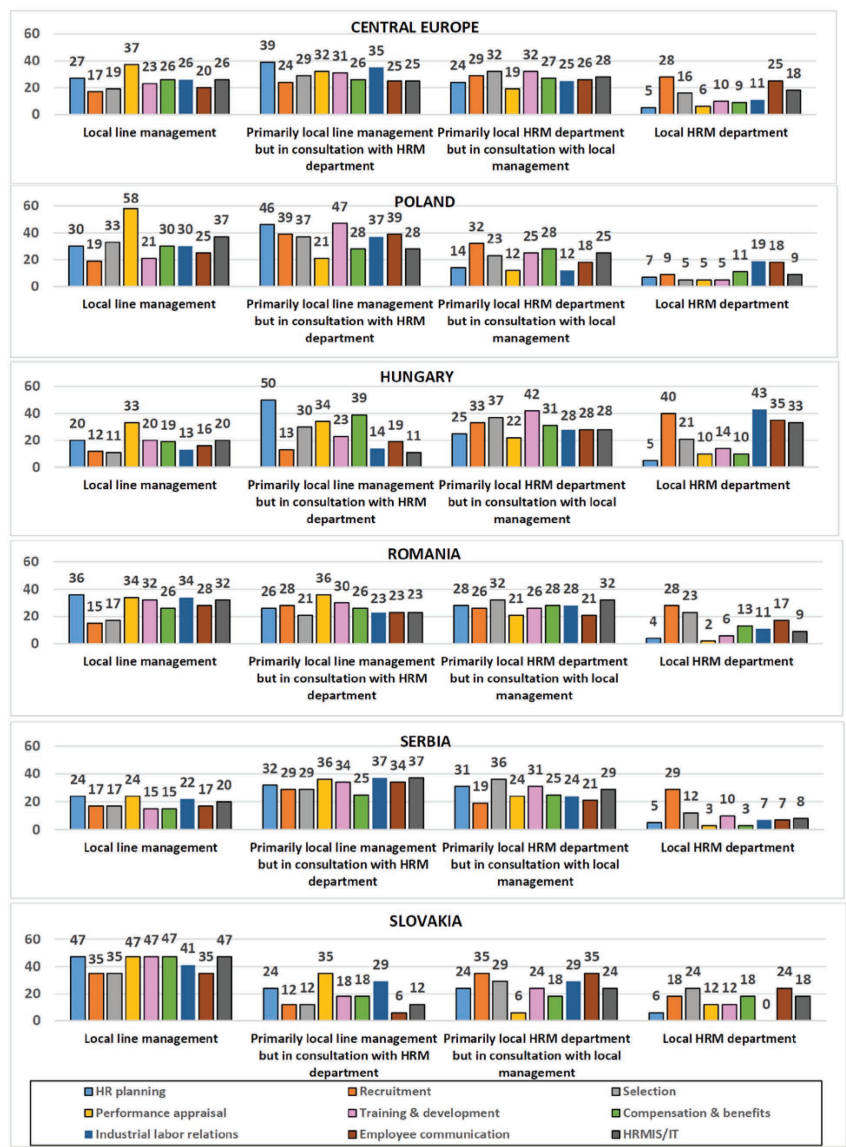 CENTRAL EUROPE
60
40
20
0
27 17 19 37 23 26 26 20 26
39 24 29 32 31 26 35 25 25
24 29 32 19 32 27 25 26 28
5 28 16 6 10 9 11 25 18
Local line management
Primarily local line management but in consultation with HRM department
Primarily local HRM department but in consultation with local management
Local HRM department
POLAND
60
40
20
0
30 19 33 58 21 30 30 25 37
46 39 37 21 47 28 37 39 28
14 32 23 12 25 28 12 18 25
7 9 5 5 5 11 19 18 9
Local line management
Primarily local line management but in consultation with HRM department
Primarily local HRM department but in consultation with local management
Local HRM department
HUNGARY
60
40
20
0
20 12 11 33 20 19 13 16 20
50 13 30 34 23 39 14 19 11
25 33 37 22 42 31 28 28 28
5 40 21 10 14 10 43 35 33
Local line management
Primarily local line management but in consultation with HRM department
Primarily local HRM department but in consultation with local management
Local HRM department
ROMANIA
60
40
20
0
36 15 17 34 32 26 34 28 32
26 28 21 36 30 26 23 23 23
28 26 32 21 26 28 28 21 32
4 28 23 2 6 13 11 17 9
Local line management
Primarily local line management but in consultation with HRM department
Primarily local HRM department but in consultation with local management
Local HRM department
SERBIA
60
40
20
0
24 17 17 24 15 15 22 17 20
32 29 29 36 34 25 37 34 37
31 19 36 24 31 25 24 21 29
5 29 12 3 10 3 7 7 8
Local line management
Primarily local line management but in consultation with HRM department
Primarily local HRM department but in consultation with local management
Local HRM department
SLOVAKIA
60
40
20
0
47 35 35 47 47 47 41 35 47
24 12 12 35 18 18 29 6 12
24 35 29 6 24 18 29 35 24
6 18 24 12 12 18 0 24 18
Local line management
Primarily local line management but in consultation with HRM department
Primarily local HRM department but in consultation with local management
Local HRM department
HR planning
Recruitment
Selection
Performance appraisal
Training & development
Compensation & benefits
Industrial labor relations
Employee communication
HRMIS/IT